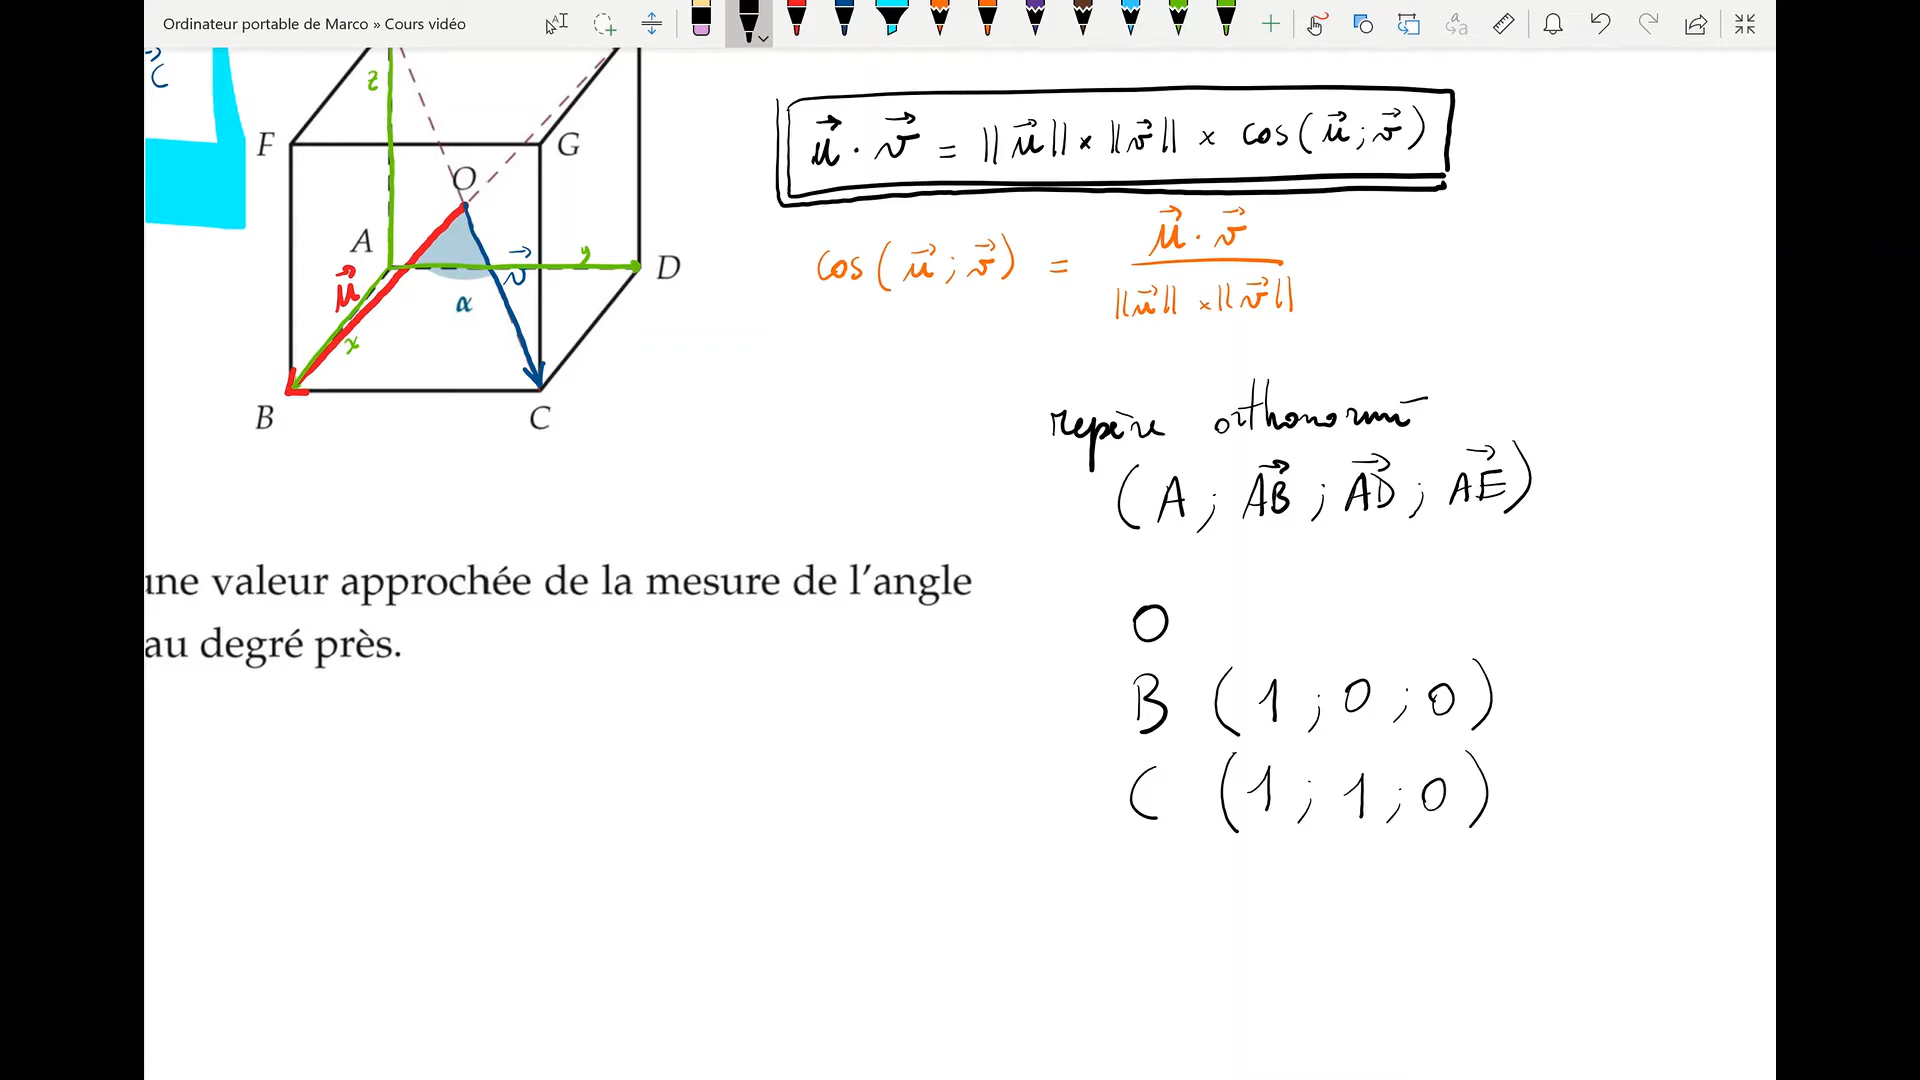 Ordinateur portable de Marco » Cours vidéo
C⃗
z
F
G
u⃗ . v⃗ = ||u⃗|| × ||v⃗|| × cos(u⃗ ; v⃗)
O
cos(u⃗ ; v⃗) = u⃗ . v⃗ / ||u⃗|| × ||v⃗||
A
y
D
u⃗
v⃗
α
x
B
C
repère orthonormé
(A ; AB⃗ ; AD⃗ ; AE⃗)
une valeur approchée de la mesure de l'angle
O
au degré près.
B (1 ; 0 ; 0)
C (1 ; 1 ; 0)